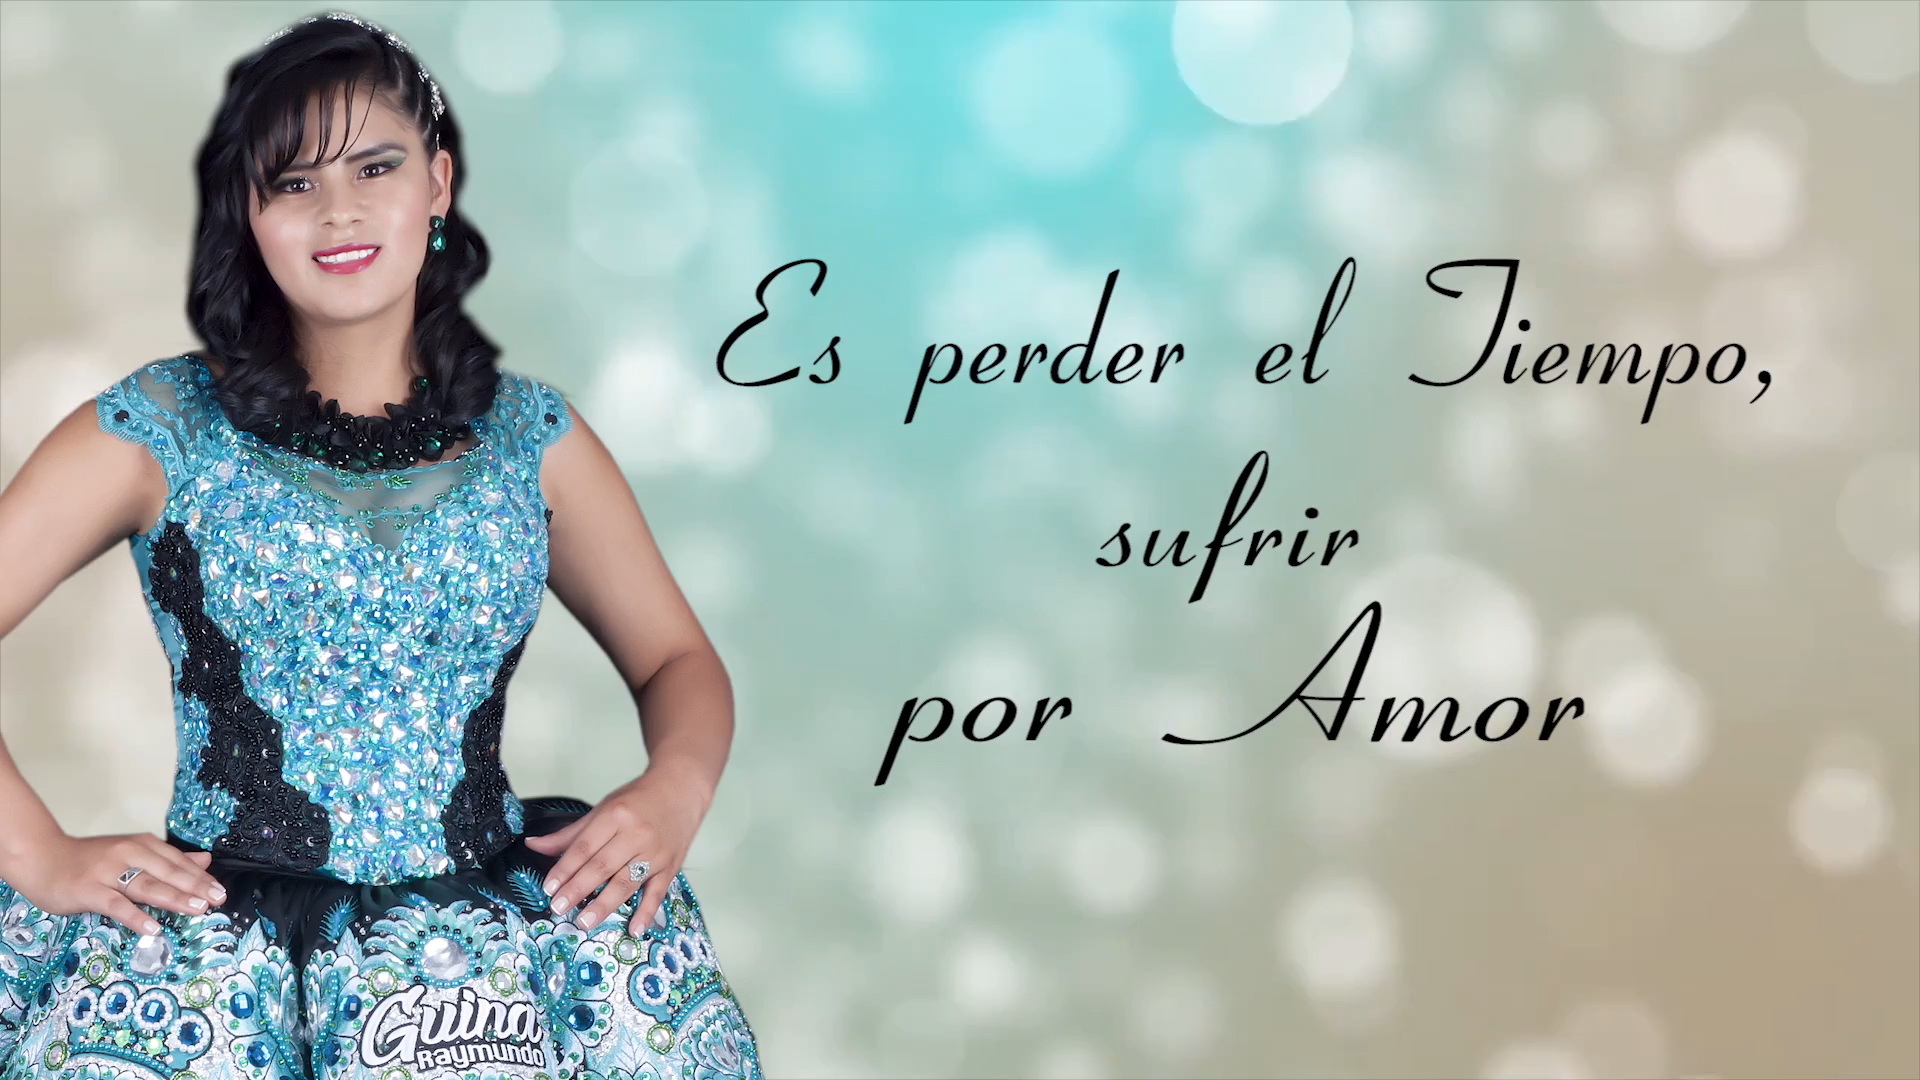 Es perder el Tiempo,
sufrir
por Amor
Guina
Raymundo